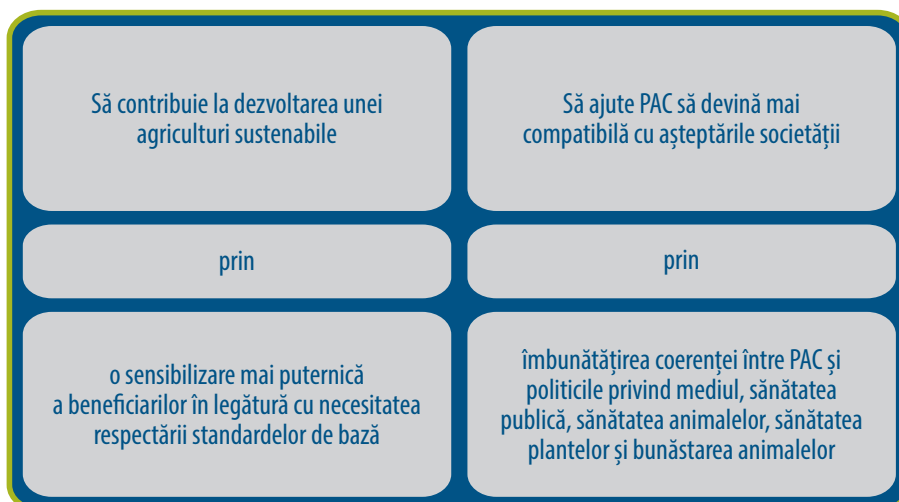 Să contribuie la dezvoltarea unei
agriculturi sustenabile
Să ajute PAC să devină mai
compatibilă cu așteptările societății
prin
prin
o sensibilizare mai puternică
a beneficiarilor în legătură cu necesitatea
respectării standardelor de bază
îmbunătățirea coerenței între PAC și
politicile privind mediul, sănătatea
publică, sănătatea animalelor, sănătatea
plantelor și bunăstarea animalelor